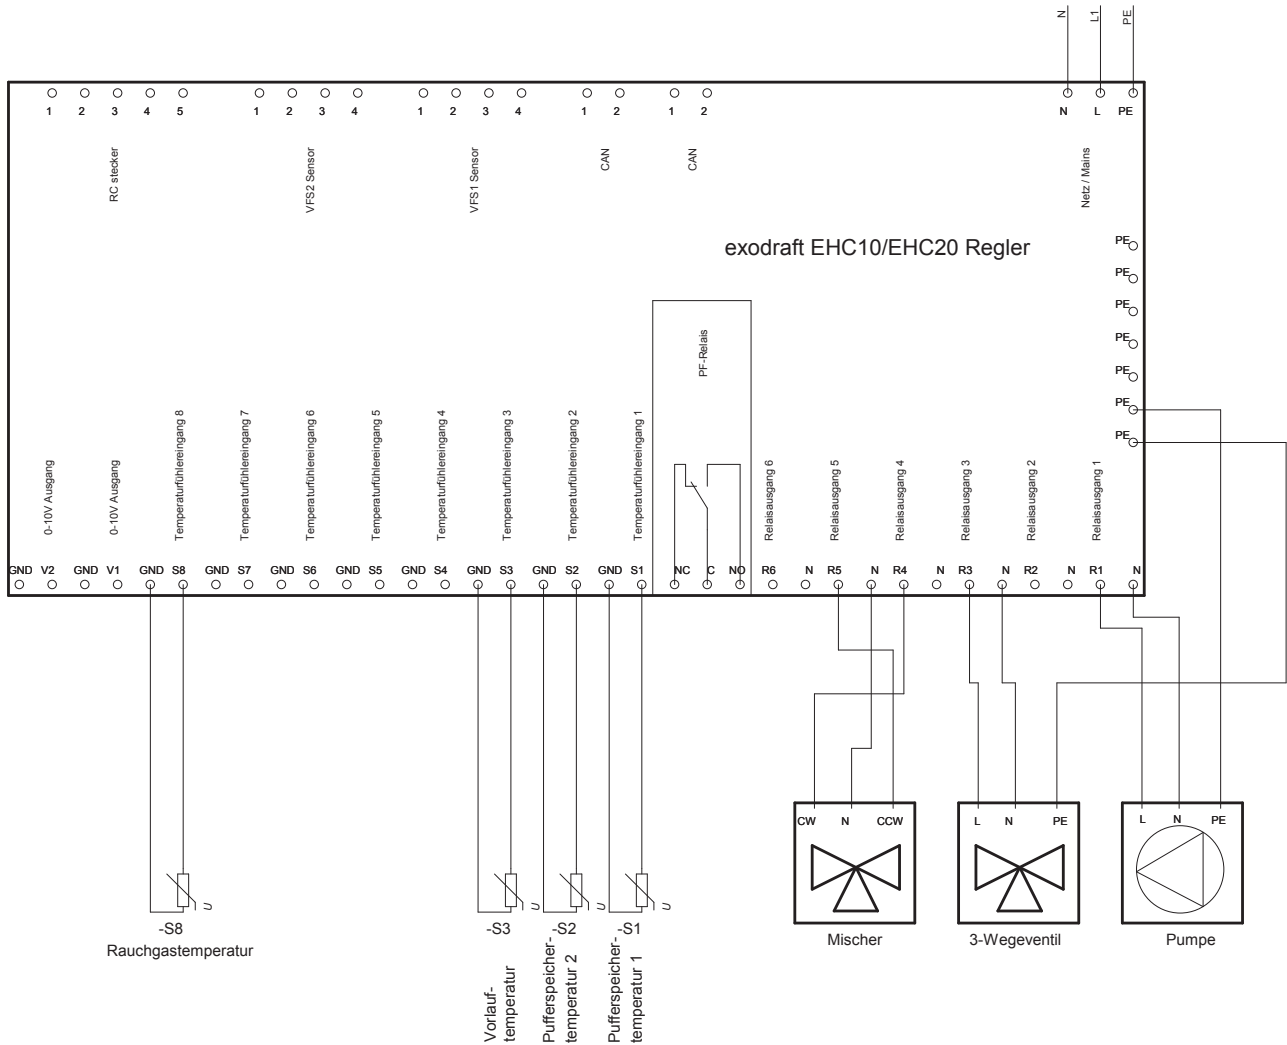 N L1 PE
1 2 3 4 5 1 2 3 4 1 2 3 4 1 2 1 2 N L PE
RC stecker
VFS2 Sensor
VFS1 Sensor
CAN
CAN
Netz / Mains
exodraft EHC10/EHC20 Regler
PE
PE
PE
PE
PE
PE
PE
PF-Relais
0-10V Ausgang
0-10V Ausgang
Temperaturfühlereingang 8
Temperaturfühlereingang 7
Temperaturfühlereingang 6
Temperaturfühlereingang 5
Temperaturfühlereingang 4
Temperaturfühlereingang 3
Temperaturfühlereingang 2
Temperaturfühlereingang 1
Relaisausgang 6
Relaisausgang 5
Relaisausgang 4
Relaisausgang 3
Relaisausgang 2
Relaisausgang 1
GND V2 GND V1 GND S8 GND S7 GND S6 GND S5 GND S4 GND S3 GND S2 GND S1 NC C NO R6 N R5 N R4 N R3 N R2 N R1 N
CW N CCW
L N PE
L N PE
U
U
U
U
-S8
Rauchgastemperatur
-S3
Vorlauf-
temperatur
-S2
Pufferspeicher-
temperatur 2
-S1
Pufferspeicher-
temperatur 1
Mischer
3-Wegeventil
Pumpe